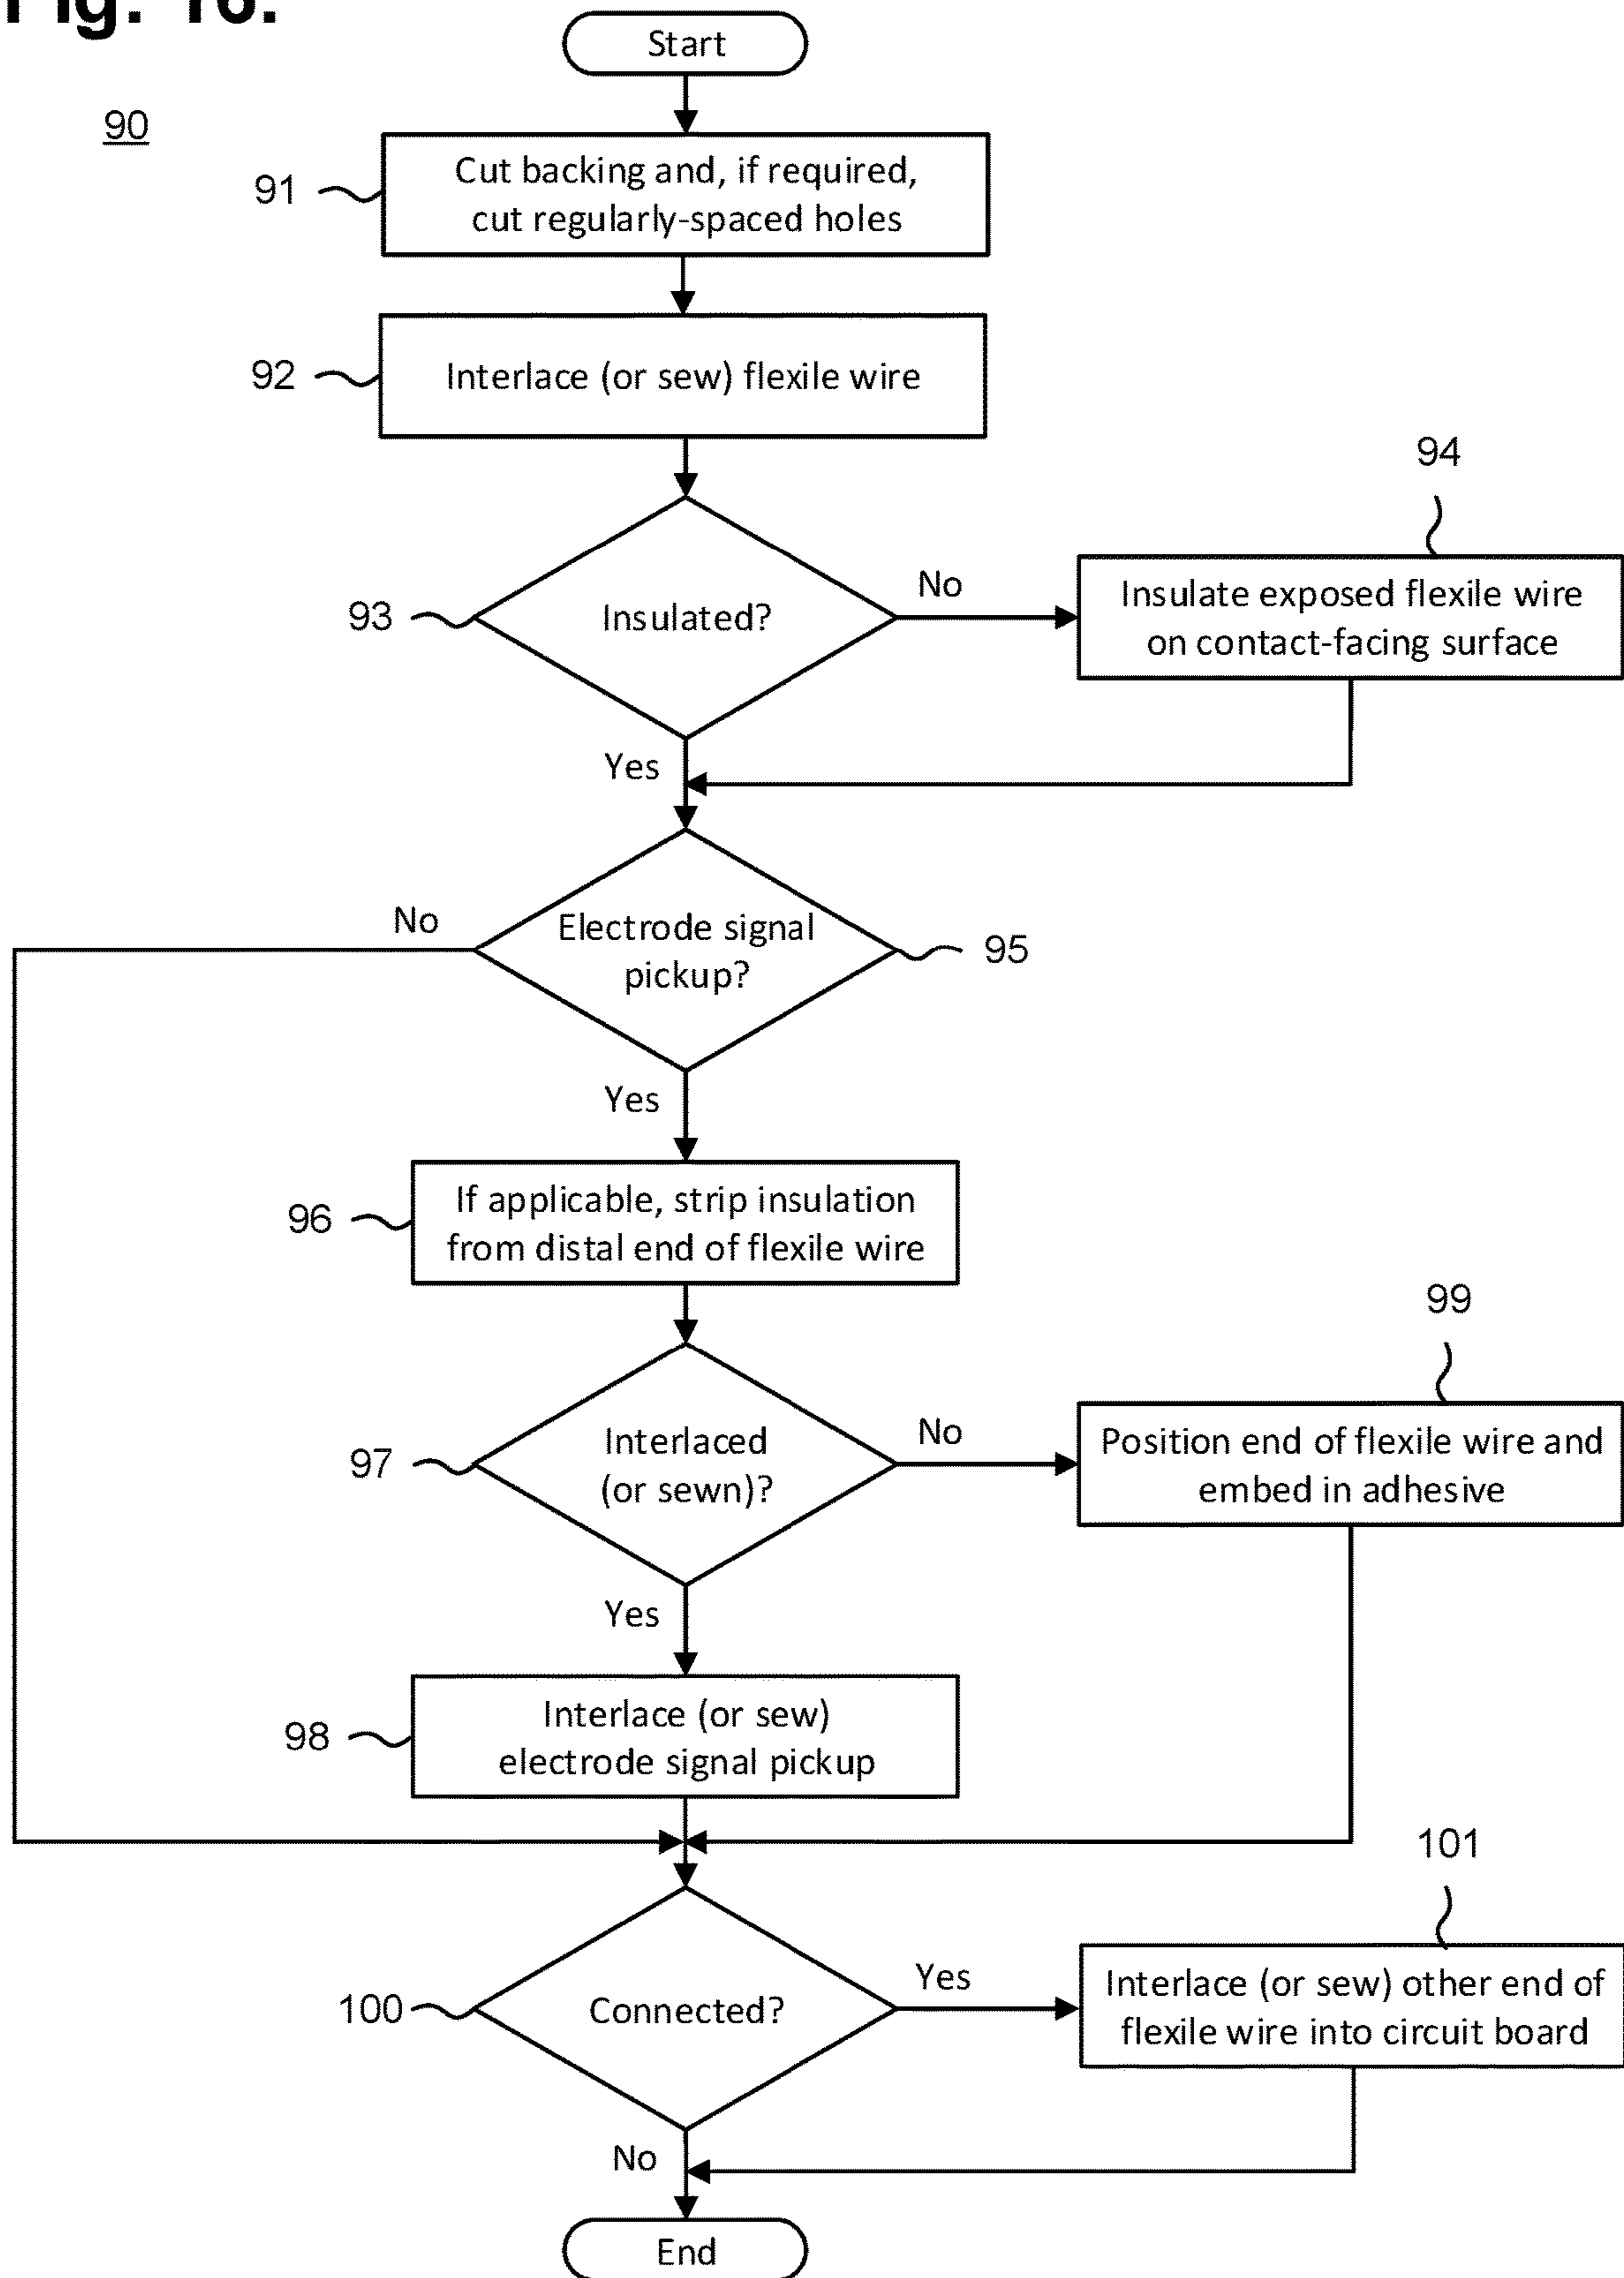 Fig. 16.
Start
90
91
Cut backing and, if required,
cut regularly-spaced holes
92
Interlace (or sew) flexile wire
94
93
Insulated?
No
Insulate exposed flexile wire
on contact-facing surface
Yes
No
Electrode signal
pickup?
95
Yes
96
If applicable, strip insulation
from distal end of flexile wire
99
97
Interlaced
(or sewn)?
No
Position end of flexile wire and
embed in adhesive
Yes
98
Interlace (or sew)
electrode signal pickup
101
100
Connected?
Yes
Interlace (or sew) other end of
flexile wire into circuit board
No
End